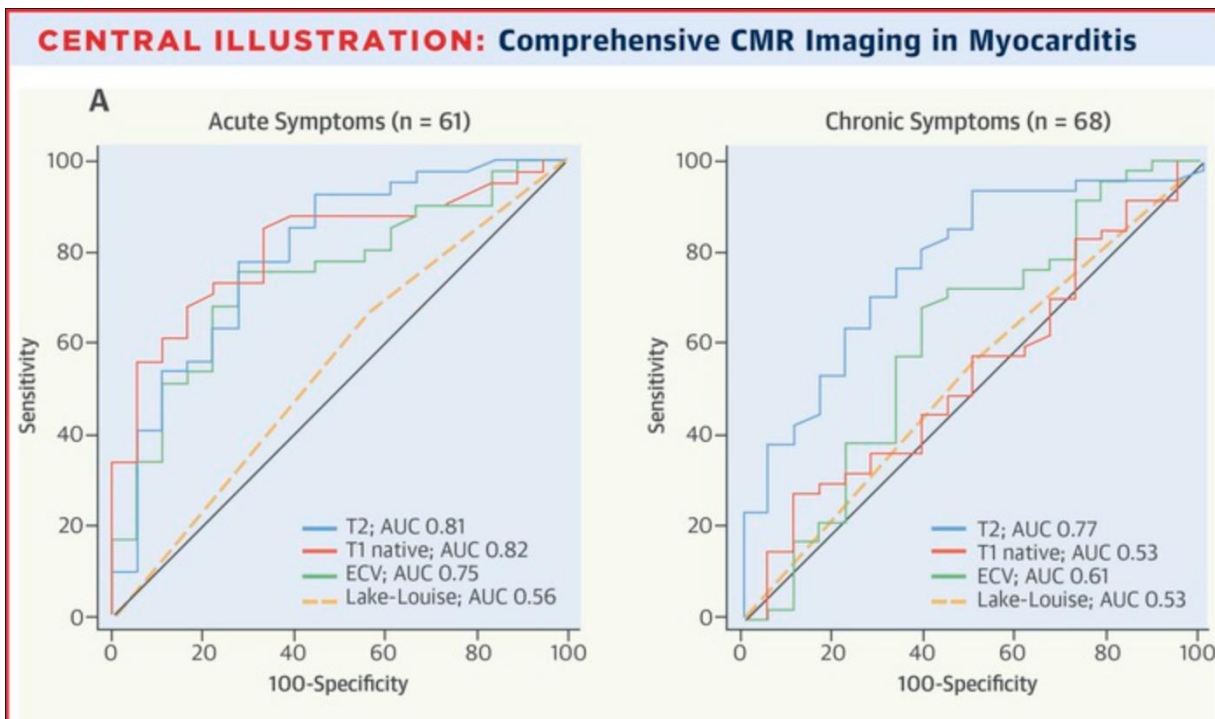 CENTRAL ILLUSTRATION: Comprehensive CMR Imaging in Myocarditis
A
Acute Symptoms (n = 61)
100
80
60
40
20
0
Sensitivity
T2; AUC 0.81
T1 native; AUC 0.82
ECV; AUC 0.75
Lake-Louise; AUC 0.56
0 20 40 60 80 100
100-Specificity
Chronic Symptoms (n = 68)
100
80
60
40
20
0
Sensitivity
T2; AUC 0.77
T1 native; AUC 0.53
ECV; AUC 0.61
Lake-Louise; AUC 0.53
0 20 40 60 80 100
100-Specificity